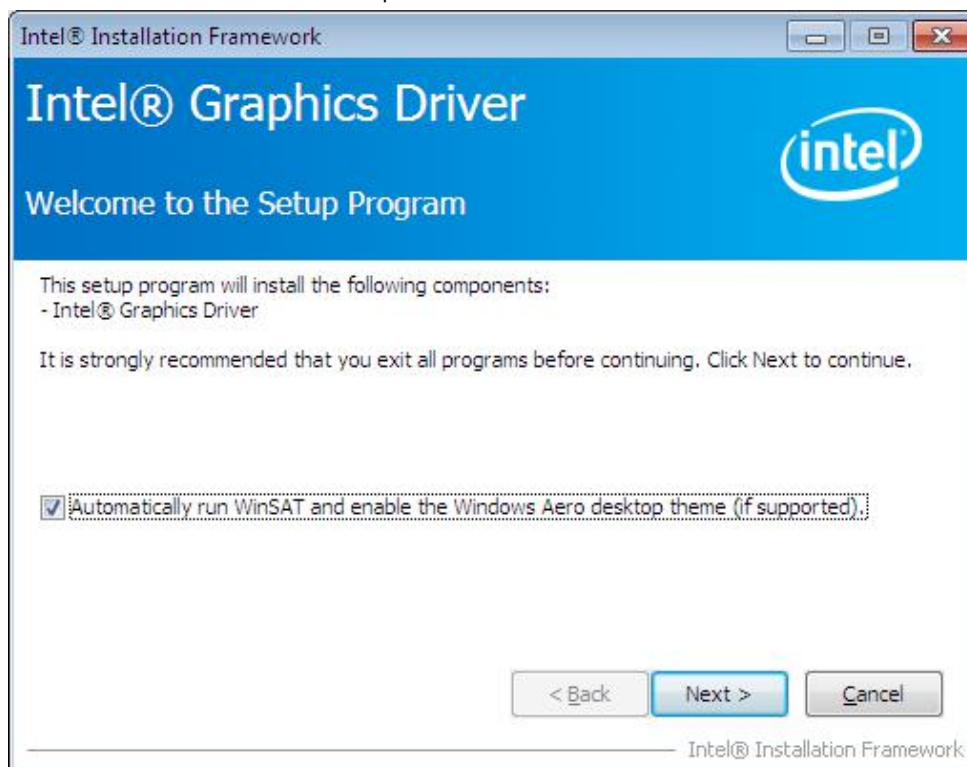 Intel® Installation Framework
Intel® Graphics Driver
intel
Welcome to the Setup Program
This setup program will install the following components:
- Intel® Graphics Driver
It is strongly recommended that you exit all programs before continuing. Click Next to continue.
Automatically run WinSAT and enable the Windows Aero desktop theme (if supported).
< Back
Next >
Cancel
Intel® Installation Framework